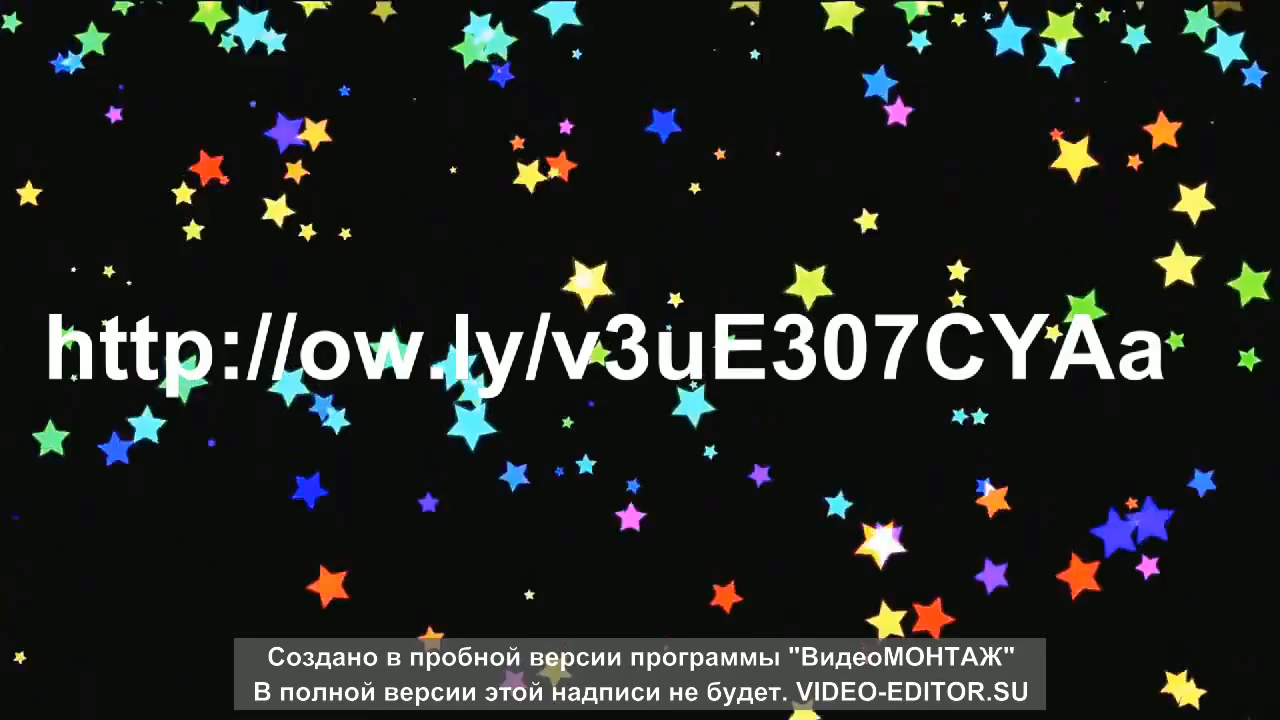 http://ow.ly/v3uE307CYAa
Создано в пробной версии программы "ВидеоМОНТАЖ"
В полной версии этой надписи не будет. VIDEO-EDITOR.SU